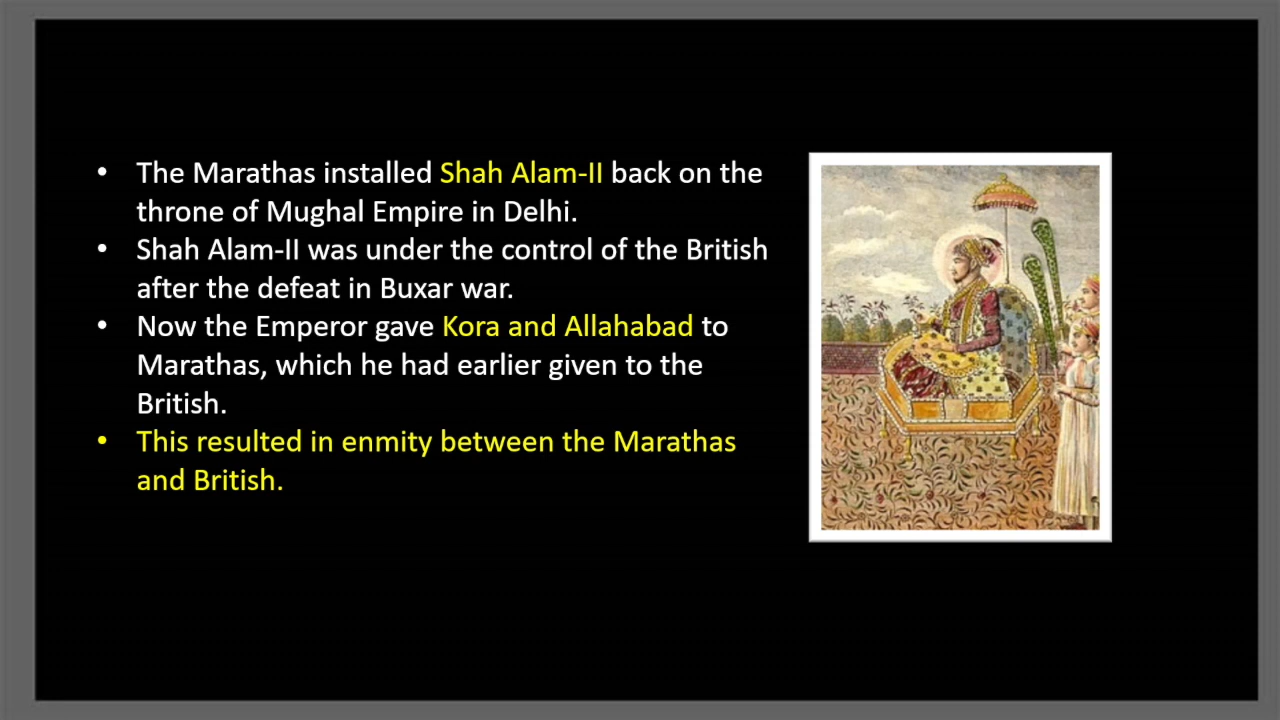 • The Marathas installed Shah Alam-II back on the
throne of Mughal Empire in Delhi.
• Shah Alam-II was under the control of the British
after the defeat in Buxar war.
• Now the Emperor gave Kora and Allahabad to
Marathas, which he had earlier given to the
British.
• This resulted in enmity between the Marathas
and British.